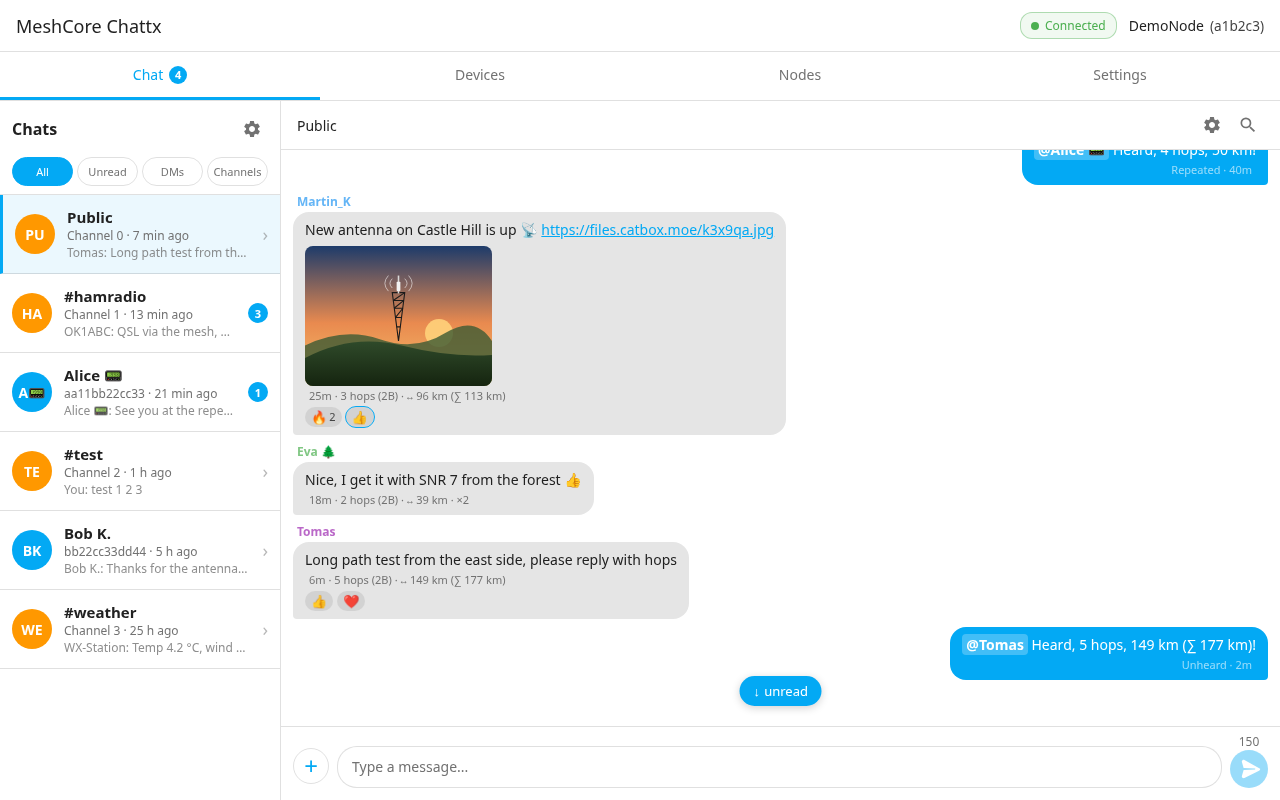 MeshCore Chattx
Connected
DemoNode (a1b2c3)
Chat 4
Devices
Nodes
Settings
Chats
All
Unread
DMs
Channels
PU
Public
Channel 0 · 7 min ago
Tomas: Long path test from th...
HA
#hamradio
Channel 1 · 13 min ago
OK1ABC: QSL via the mesh, ...
3
A📟
Alice 📟
aa11bb22cc33 · 21 min ago
Alice 📟: See you at the repe...
1
TE
#test
Channel 2 · 1 h ago
You: test 1 2 3
BK
Bob K.
bb22cc33dd44 · 5 h ago
Bob K.: Thanks for the antenna...
WE
#weather
Channel 3 · 25 h ago
WX-Station: Temp 4.2 °C, wind ...
Public
@Alice 📟 Heard, 4 hops, 50 km!
Repeated · 40m
Martin_K
New antenna on Castle Hill is up 📡 https://files.catbox.moe/k3x9qa.jpg
25m · 3 hops (2B) · ↔ 96 km (∑ 113 km)
🔥 2 👍
Eva 🌲
Nice, I get it with SNR 7 from the forest 👍
18m · 2 hops (2B) · ↔ 39 km · ×2
Tomas
Long path test from the east side, please reply with hops
6m · 5 hops (2B) · ↔ 149 km (∑ 177 km)
👍 ❤️
@Tomas Heard, 5 hops, 149 km (∑ 177 km)!
Unheard · 2m
↓ unread
+
Type a message...
150